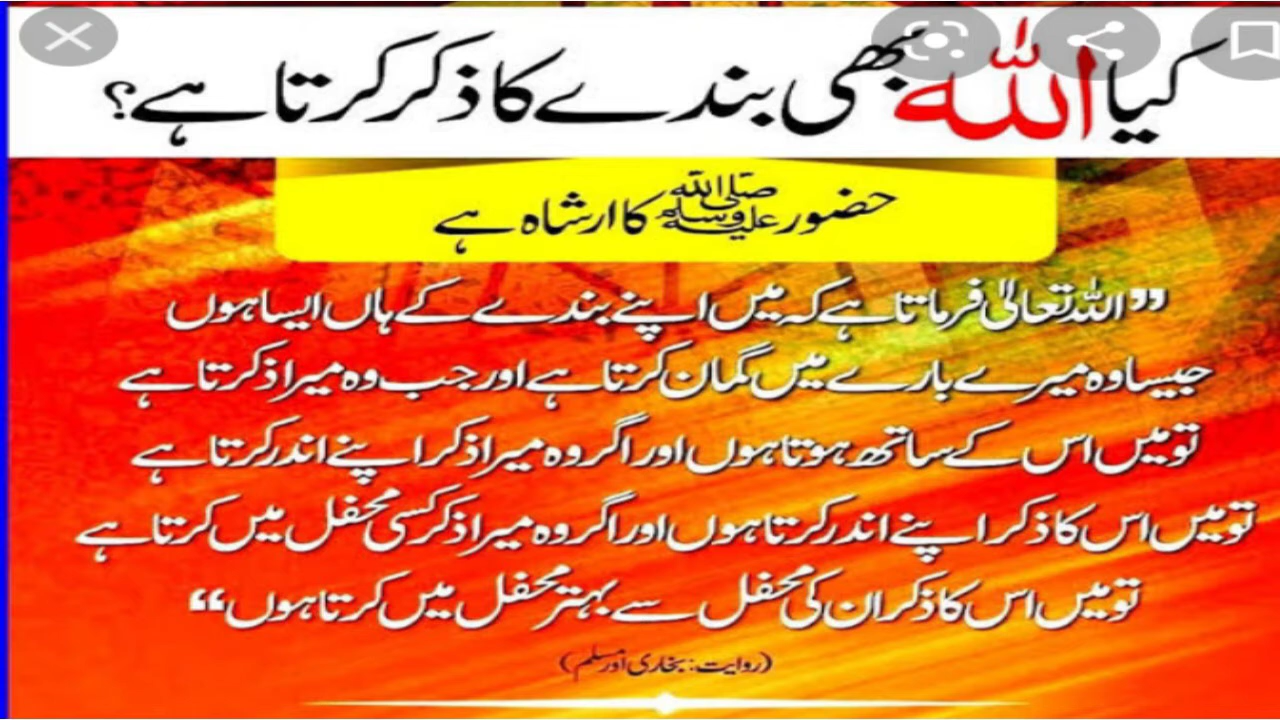 کیا اللہ بھی بندے کا ذکر کرتا ہے؟
حضور صلی اللہ علیہ وسلم کا ارشاہ ہے
”اللہ تعالیٰ فرماتا ہے کہ میں اپنے بندے کے ہاں ایسا ہوں
جیسا وہ میرے بارے میں گمان کرتا ہے اور جب وہ میرا ذکرتا ہے
تو میں اس کے ساتھ ہوتا ہوں اور اگر وہ میرا ذکر اپنے اندر کرتا ہے
تو میں اس کا ذکر اپنے اندر کرتا ہوں اور اگر وہ میرا ذکر کسی محفل میں کرتا ہے
تو میں اس کا ذکر ان کی محفل سے بہتر محفل میں کرتا ہوں“
(روایت: بخاری اور مسلم)